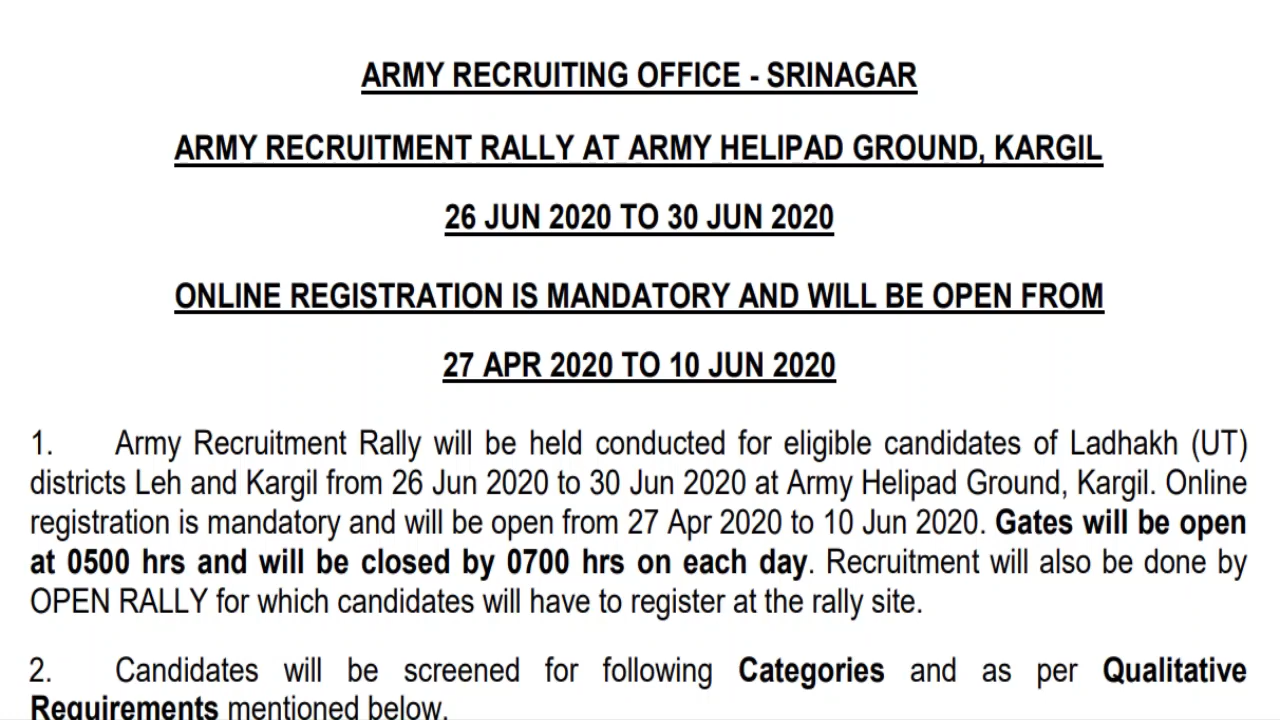 ARMY RECRUITING OFFICE - SRINAGAR
ARMY RECRUITMENT RALLY AT ARMY HELIPAD GROUND, KARGIL
26 JUN 2020 TO 30 JUN 2020
ONLINE REGISTRATION IS MANDATORY AND WILL BE OPEN FROM
27 APR 2020 TO 10 JUN 2020
1. Army Recruitment Rally will be held conducted for eligible candidates of Ladhakh (UT)
districts Leh and Kargil from 26 Jun 2020 to 30 Jun 2020 at Army Helipad Ground, Kargil. Online
registration is mandatory and will be open from 27 Apr 2020 to 10 Jun 2020. Gates will be open
at 0500 hrs and will be closed by 0700 hrs on each day. Recruitment will also be done by
OPEN RALLY for which candidates will have to register at the rally site.
2. Candidates will be screened for following Categories and as per Qualitative
Requirements mentioned below.